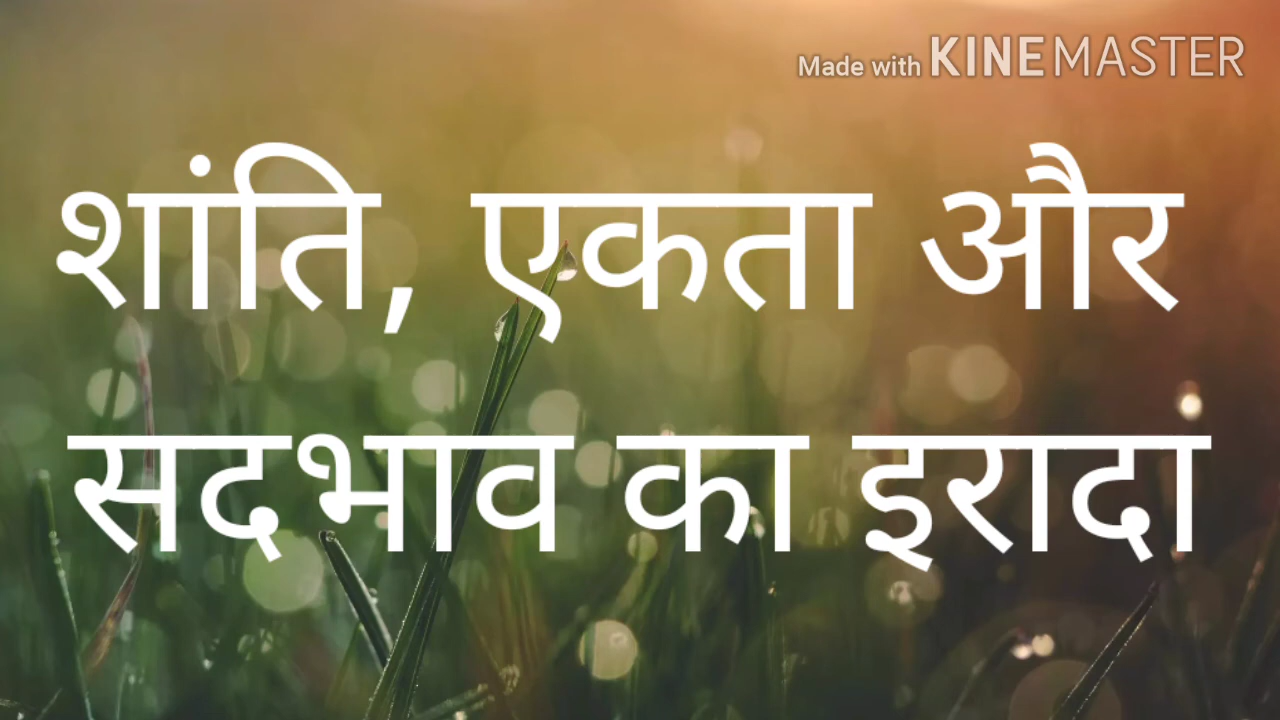 Made with KINEMASTER
शांति, एकता और
सदभाव का इरादा